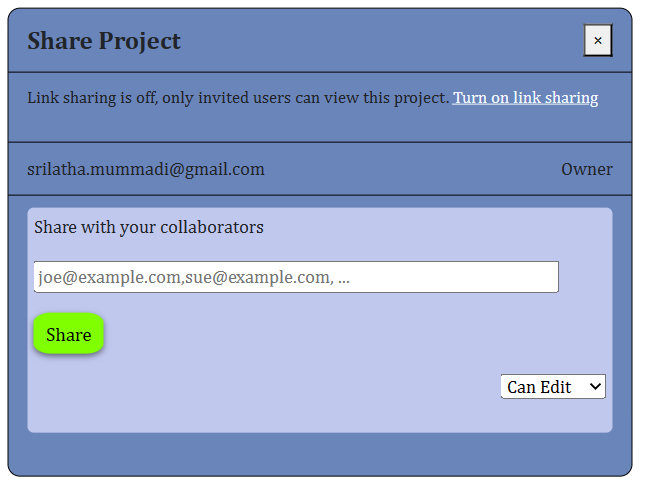 Share Project ×
Link sharing is off, only invited users can view this project. Turn on link sharing
srilatha.mummadi@gmail.com Owner
Share with your collaborators
joe@example.com,sue@example.com, ...
Share
Can Edit